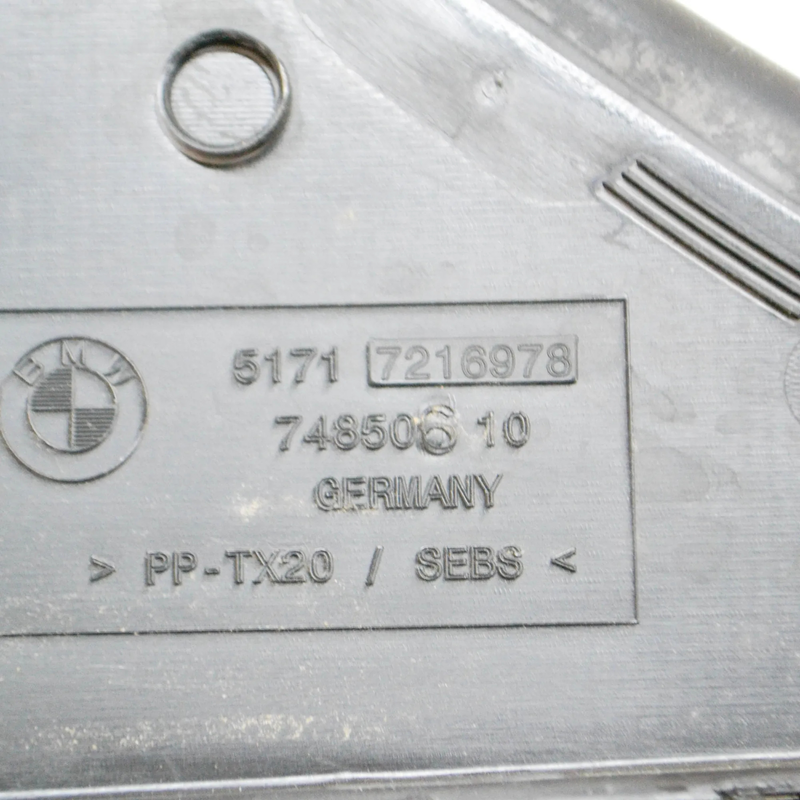 BMW
5171 7216978
748506 10
GERMANY
> PP-TX20 / SEBS <